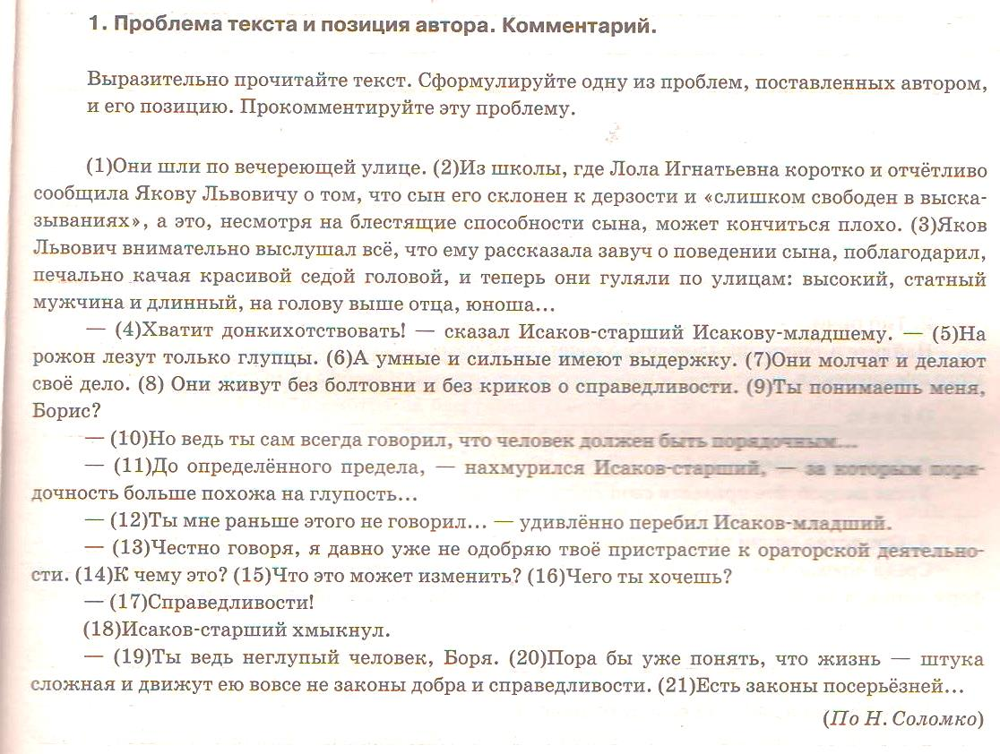 1. Проблема текста и позиция автора. Комментарий.
Выразительно прочитайте текст. Сформулируйте одну из проблем, поставленных автором,
и его позицию. Прокомментируйте эту проблему.
(1)Они шли по вечереющей улице. (2)Из школы, где Лола Игнатьевна коротко и отчётливо
сообщила Якову Львовичу о том, что сын его склонен к дерзости и «слишком свободен в выска-
зываниях», а это, несмотря на блестящие способности сына, может кончиться плохо. (3)Яков
Львович внимательно выслушал всё, что ему рассказала завуч о поведении сына, поблагодарил,
печально качая красивой седой головой, и теперь они гуляли по улицам: высокий, статный
мужчина и длинный, на голову выше отца, юноша...
— (4)Хватит донкихотствовать! — сказал Исаков-старший Исакову-младшему. — (5)На
рожон лезут только глупцы. (6)А умные и сильные имеют выдержку. (7)Они молчат и делают
своё дело. (8) Они живут без болтовни и без криков о справедливости. (9)Ты понимаешь меня,
Борис?
— (10)Но ведь ты сам всегда говорил, что человек должен быть порядочным...
— (11)До определённого предела, — нахмурился Исаков-старший, — за которым поря-
дочность больше похожа на глупость...
— (12)Ты мне раньше этого не говорил... — удивлённо перебил Исаков-младший.
— (13)Честно говоря, я давно уже не одобряю твоё пристрастие к ораторской деятельно-
сти. (14)К чему это? (15)Что это может изменить? (16)Чего ты хочешь?
— (17)Справедливости!
(18)Исаков-старший хмыкнул.
— (19)Ты ведь неглупый человек, Боря. (20)Пора бы уже понять, что жизнь — штука
сложная и движут ею вовсе не законы добра и справедливости. (21)Есть законы посерьёзней...
(По Н. Соломко)